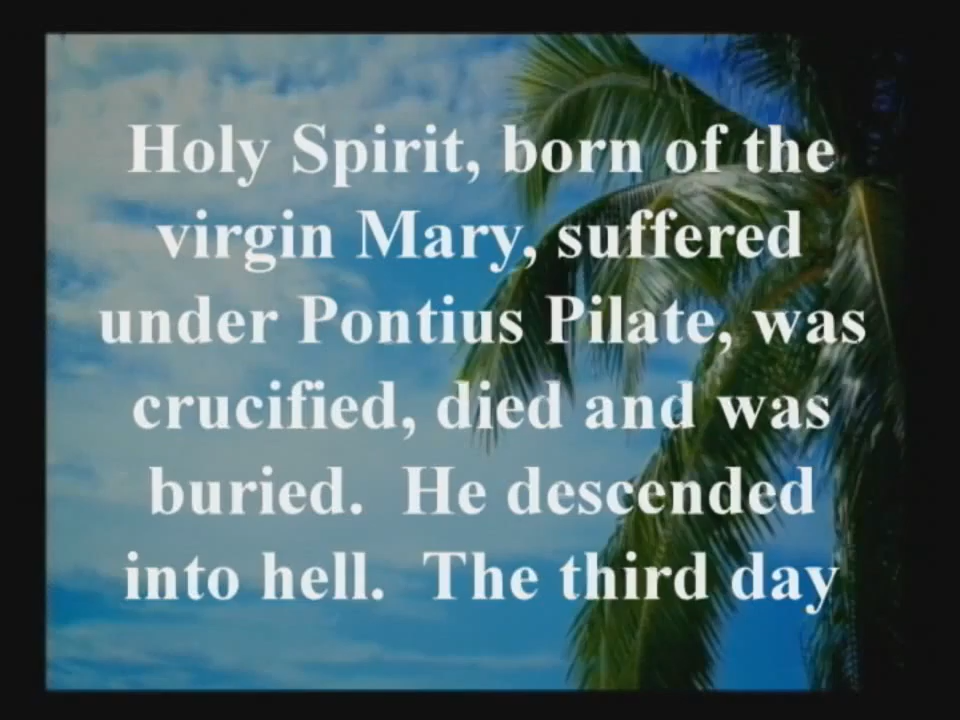 Holy Spirit, born of the
virgin Mary, suffered
under Pontius Pilate, was
crucified, died and was
buried. He descended
into hell. The third day